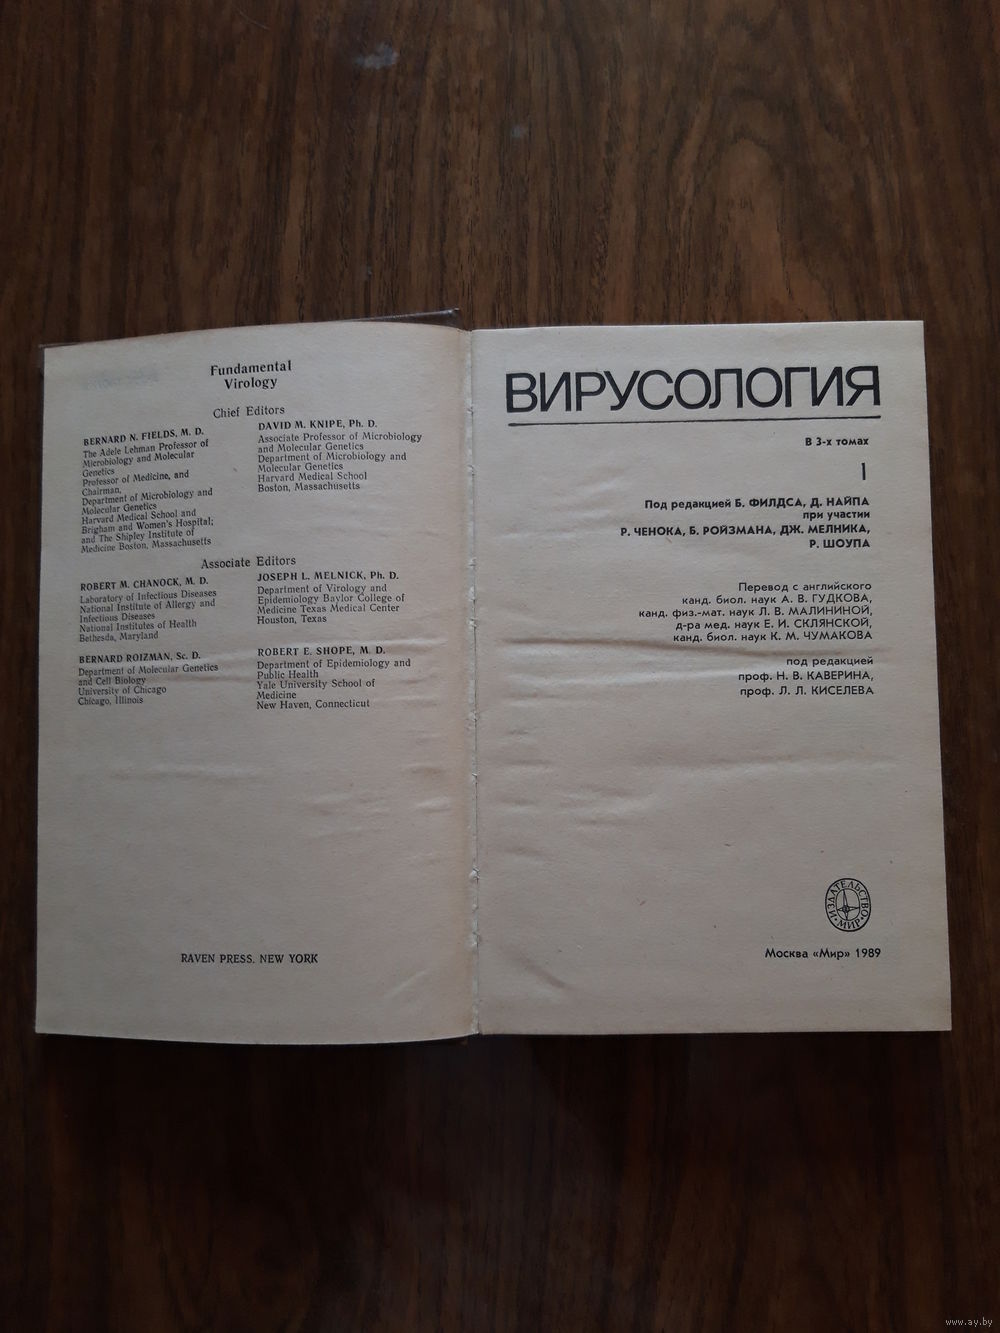 Fundamental
Virology
Chief Editors
BERNARD N. FIELDS, M. D.
The Adele Lehman Professor of
Microbiology and Molecular
Genetics
Professor of Medicine, and
Chairman,
Department of Microbiology and
Molecular Genetics
Harvard Medical School and
Brigham and Women's Hospital;
and The Shipley Institute of
Medicine Boston, Massachusetts
DAVID M. KNIPE, Ph. D.
Associate Professor of Microbiology
and Molecular Genetics
Department of Microbiology and
Molecular Genetics
Harvard Medical School
Boston, Massachusetts
Associate Editors
ROBERT M. CHANOCK, M. D.
Laboratory of Infectious Diseases
National Institute of Allergy and
Infectious Diseases
National Institutes of Health
Bethesda, Maryland
JOSEPH L. MELNICK, Ph. D.
Department of Virology and
Epidemiology Baylor College of
Medicine Texas Medical Center
Houston, Texas
BERNARD ROIZMAN, Sc. D.
Department of Molecular Genetics
and Cell Biology
University of Chicago
Chicago, Illinois
ROBERT E. SHOPE, M. D.
Department of Epidemiology and
Public Health
Yale University School of
Medicine
New Haven, Connecticut
RAVEN PRESS, NEW YORK
ВИРУСОЛОГИЯ
В 3-х томах
1
Под редакцией Б. ФИЛДСА, Д. НАЙПА
при участии
Р. ЧЕНОКА, Б. РОЙЗМАНА, ДЖ. МЕЛНИКА,
Р. ШОУПА
Перевод с английского
канд. биол. наук А. В. ГУДКОВА,
канд. физ.-мат. наук Л. В. МАЛИНИНОЙ,
д-ра мед. наук Е. И. СКЛЯНСКОЙ,
канд. биол. наук К. М. ЧУМАКОВА
под редакцией
проф. Н. В. КАВЕРИНА,
проф. Л. Л. КИСЕЛЕВА
ИЗДАТЕЛЬСТВО
МИР
Москва «Мир» 1989
www.ay.by